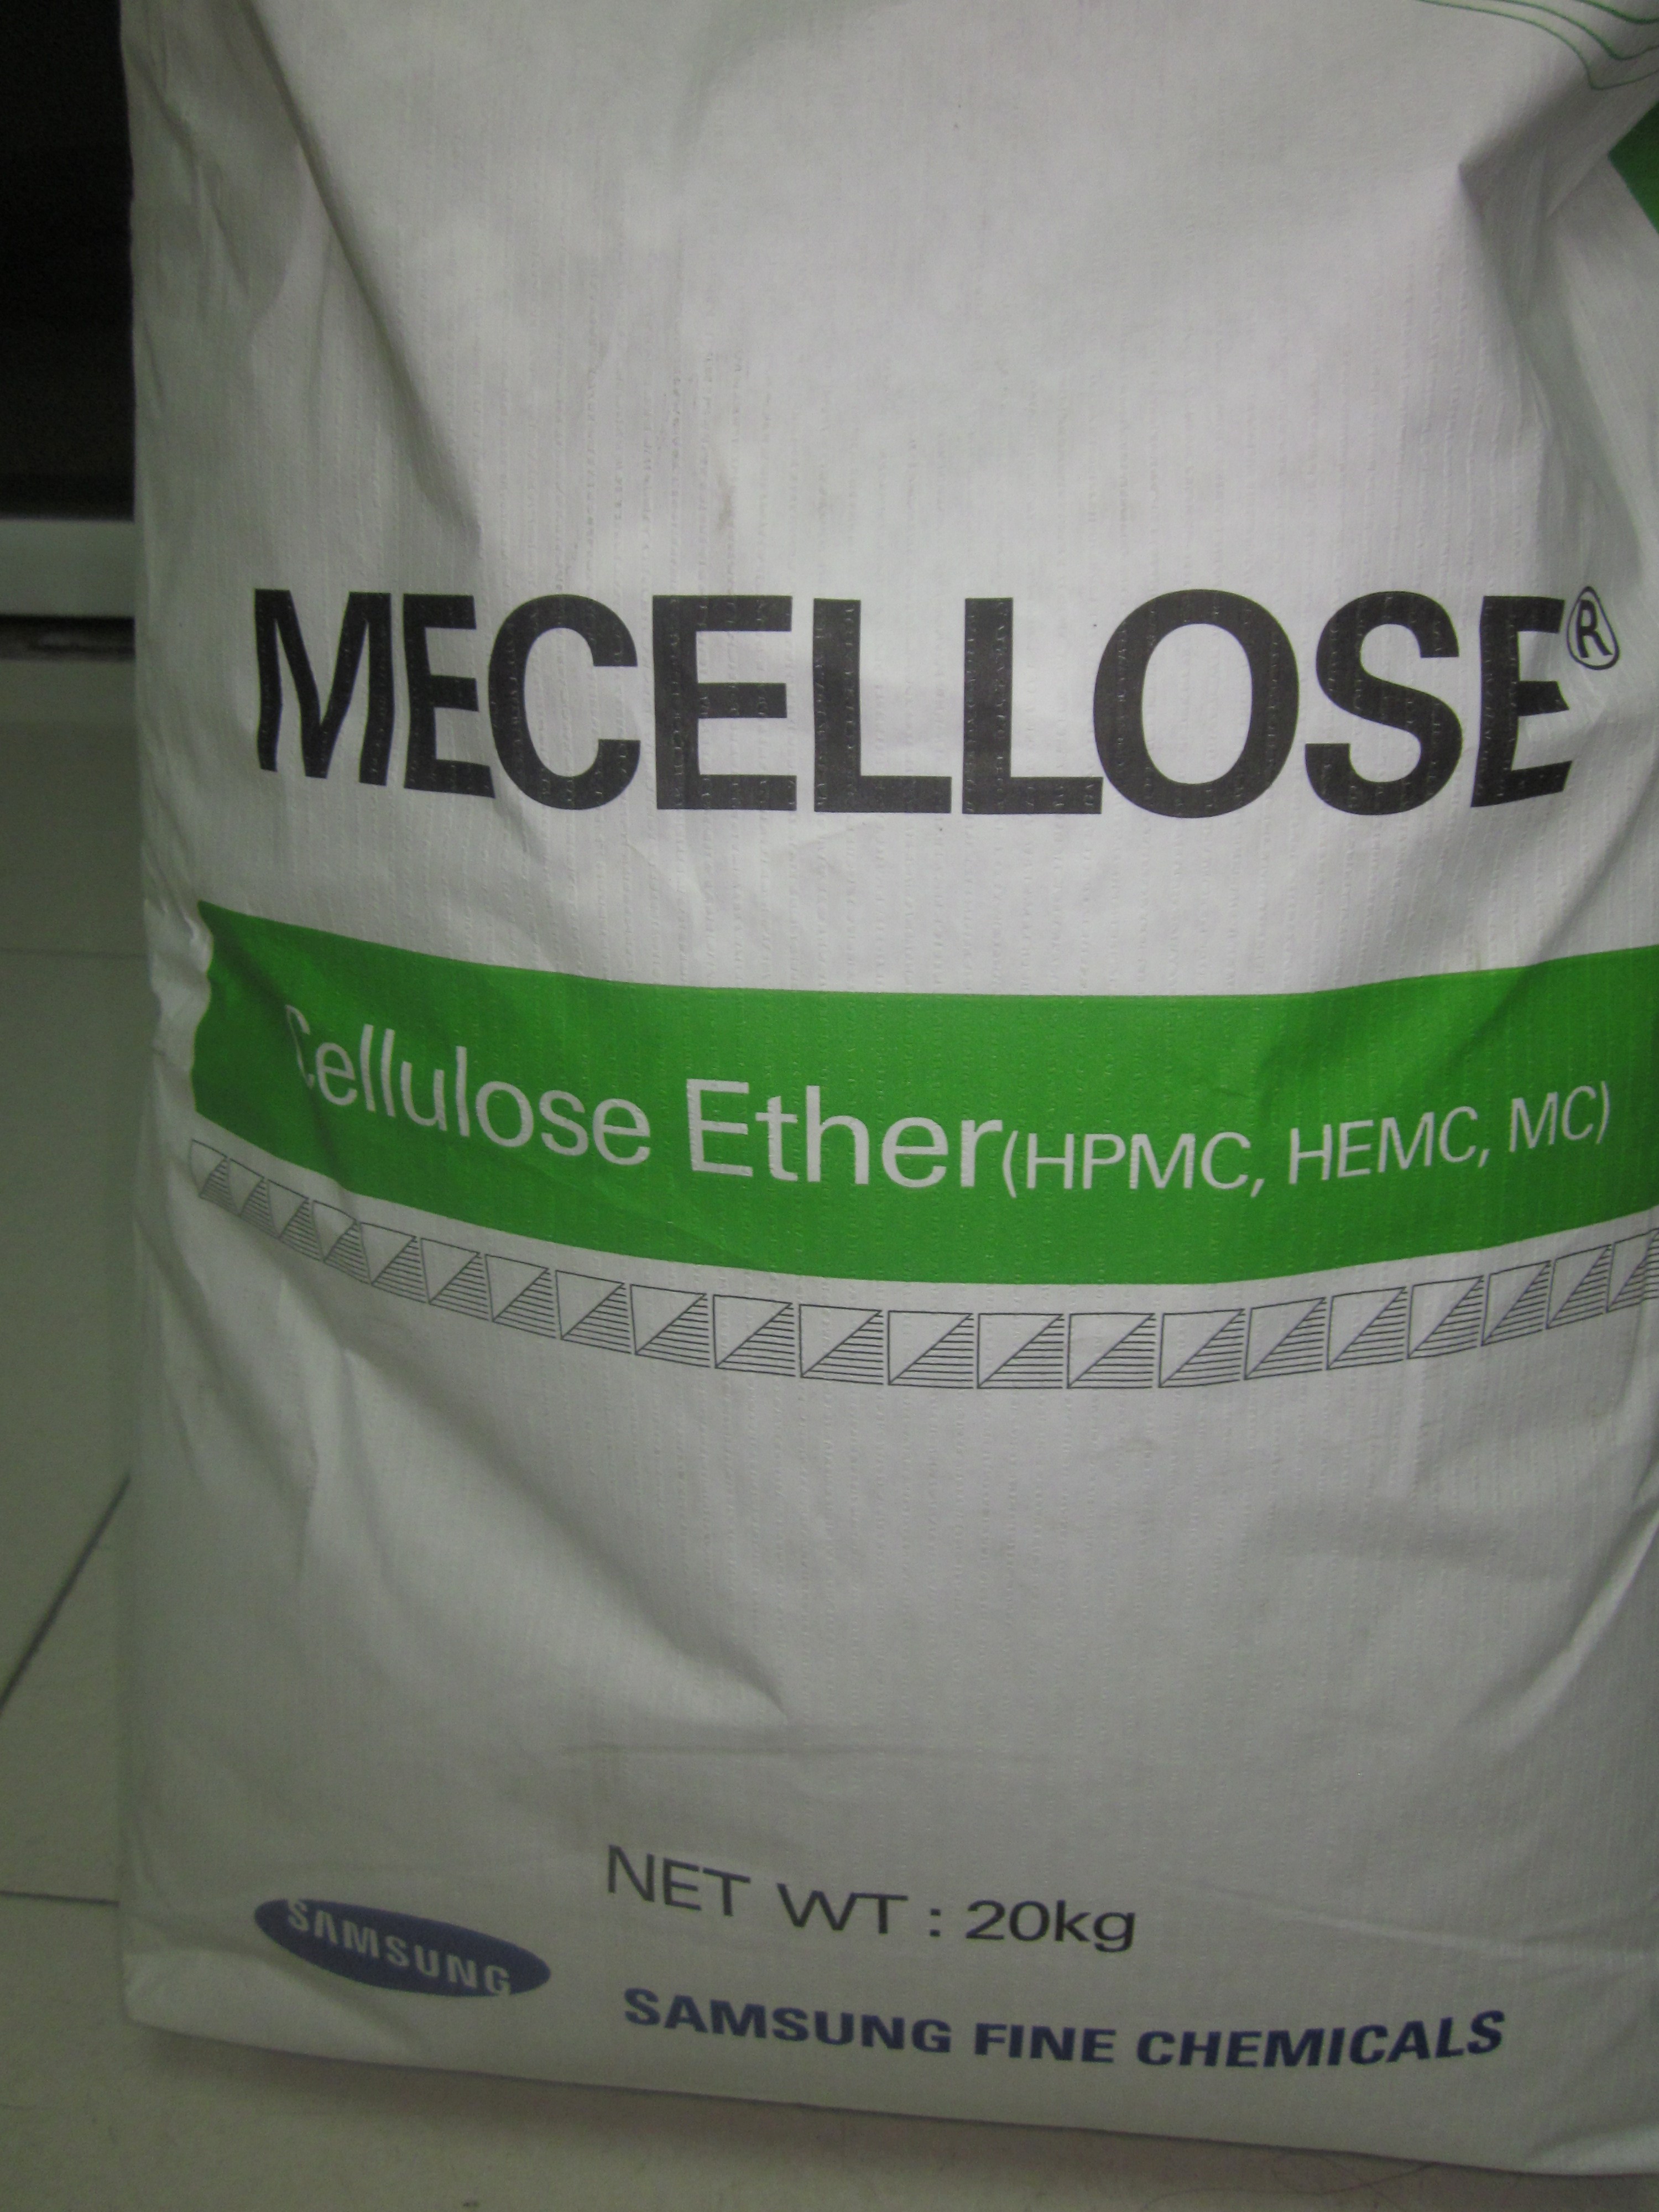 MECELLOSE®
Cellulose Ether(HPMC, HEMC, MC)
NET WT : 20kg
SAMSUNG
SAMSUNG FINE CHEMICALS